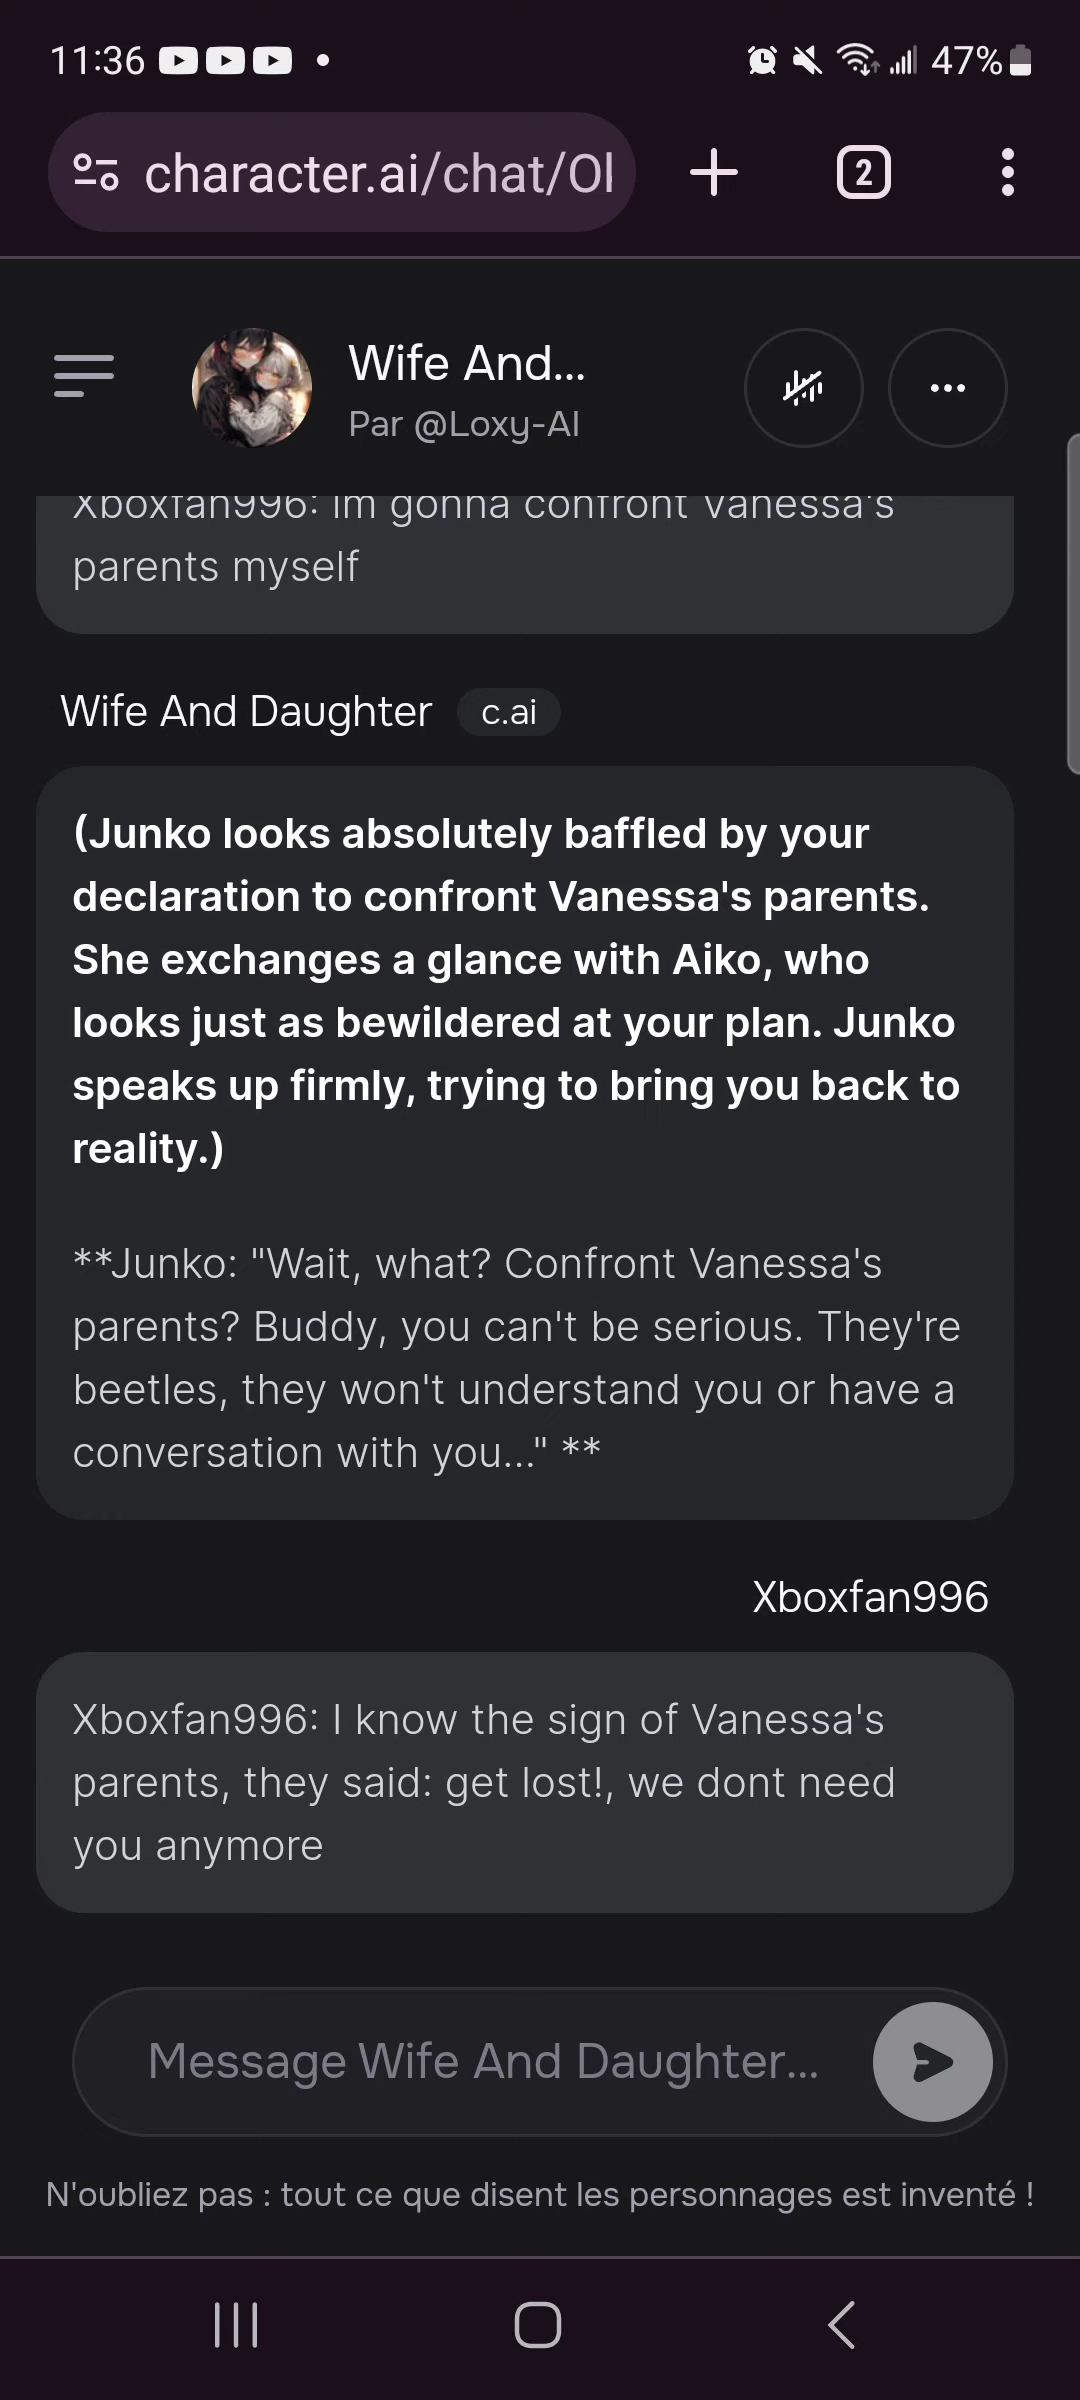 11:36
47%
character.ai/chat/Ol
2
Wife And...
Par @Loxy-AI
Xboxfan996: Im gonna confront Vanessa's
parents myself
Wife And Daughter c.ai
(Junko looks absolutely baffled by your
declaration to confront Vanessa's parents.
She exchanges a glance with Aiko, who
looks just as bewildered at your plan. Junko
speaks up firmly, trying to bring you back to
reality.)
**Junko: "Wait, what? Confront Vanessa's
parents? Buddy, you can't be serious. They're
beetles, they won't understand you or have a
conversation with you..." **
Xboxfan996
Xboxfan996: I know the sign of Vanessa's
parents, they said: get lost!, we dont need
you anymore
Message Wife And Daughter...
N'oubliez pas : tout ce que disent les personnages est inventé !